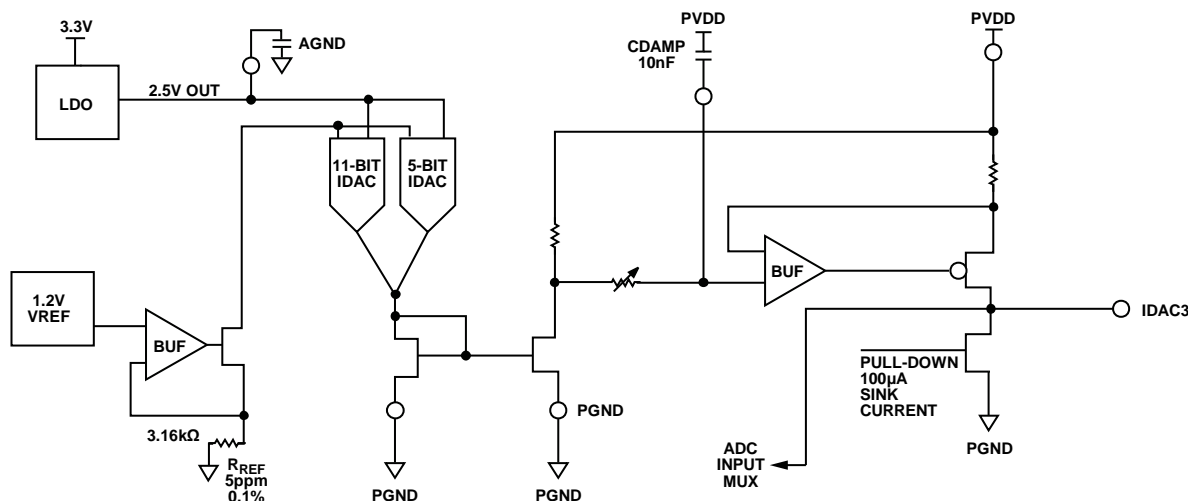 3.3V
LDO
2.5V OUT
AGND
PVDD
CDAMP
10nF
PVDD
11-BIT
IDAC
5-BIT
IDAC
1.2V
VREF
BUF
BUF
IDAC3
3.16kΩ
RREF
5ppm
0.1%
PGND
PGND
PGND
PULL-DOWN
100µA
SINK
CURRENT
PGND
ADC
INPUT
MUX